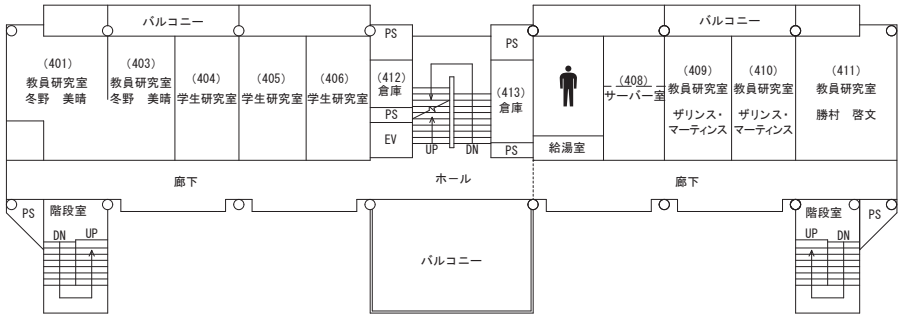 バルコニー
バルコニー
PS
PS
(401)
教員研究室
冬野 美晴
(403)
教員研究室
冬野 美晴
(404)
学生研究室
(405)
学生研究室
(406)
学生研究室
(412)
倉庫
PS
EV
UP
DN
(413)
倉庫
PS
(408)
サーバー室
給湯室
(409)
教員研究室
ザリンス・
マーティンス
(410)
教員研究室
ザリンス・
マーティンス
(411)
教員研究室
勝村 啓文
廊下
ホール
廊下
PS
階段室
DN
UP
バルコニー
階段室
UP
DN
PS